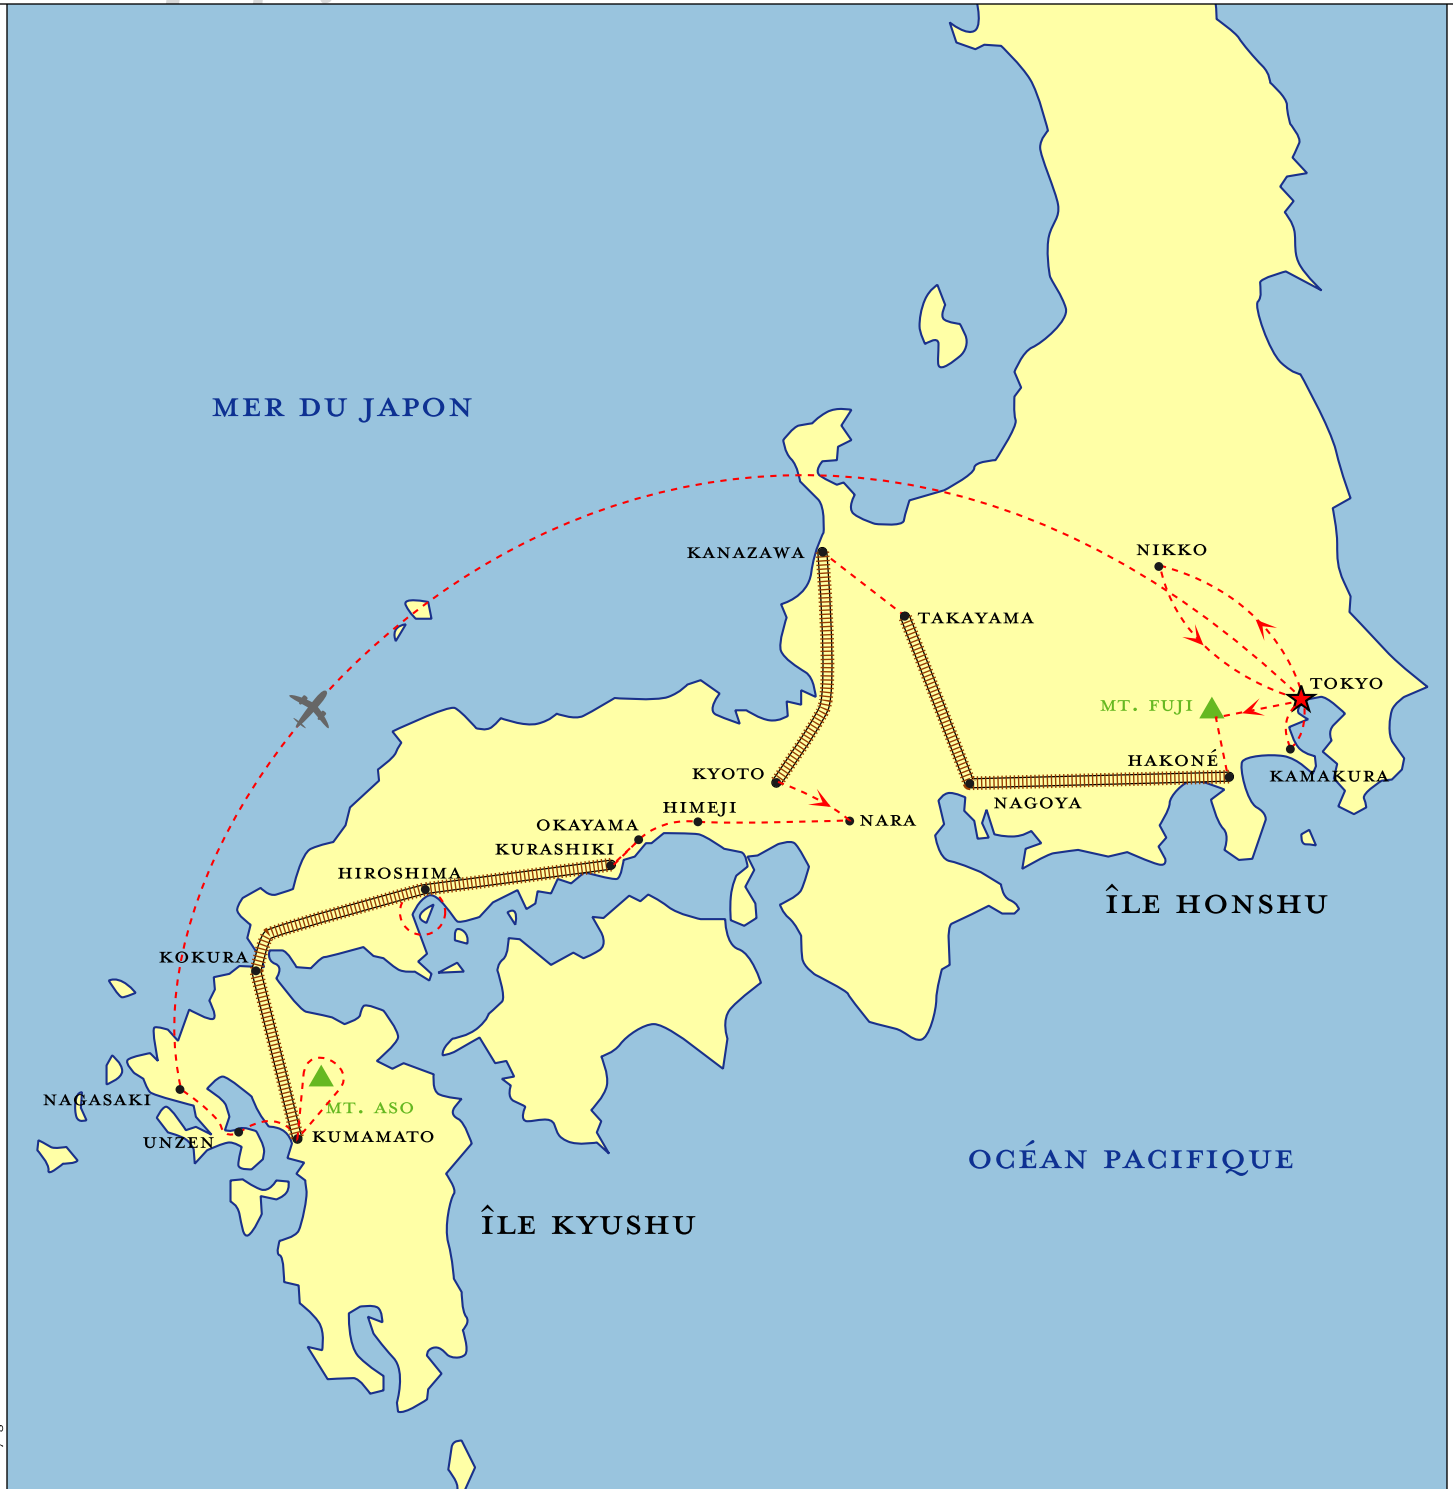 MER DU JAPON
NIKKO
KANAZAWA
TAKAYAMA
TOKYO
MT. FUJI
HAKONÉ
KYOTO
KAMAKURA
NAGOYA
HIMEJI
NARA
OKAYAMA
KURASHIKI
HIROSHIMA
ÎLE HONSHU
KOKURA
NAGASAKI
MT. ASO
UNZEN
KUMAMATO
OCÉAN PACIFIQUE
ÎLE KYUSHU